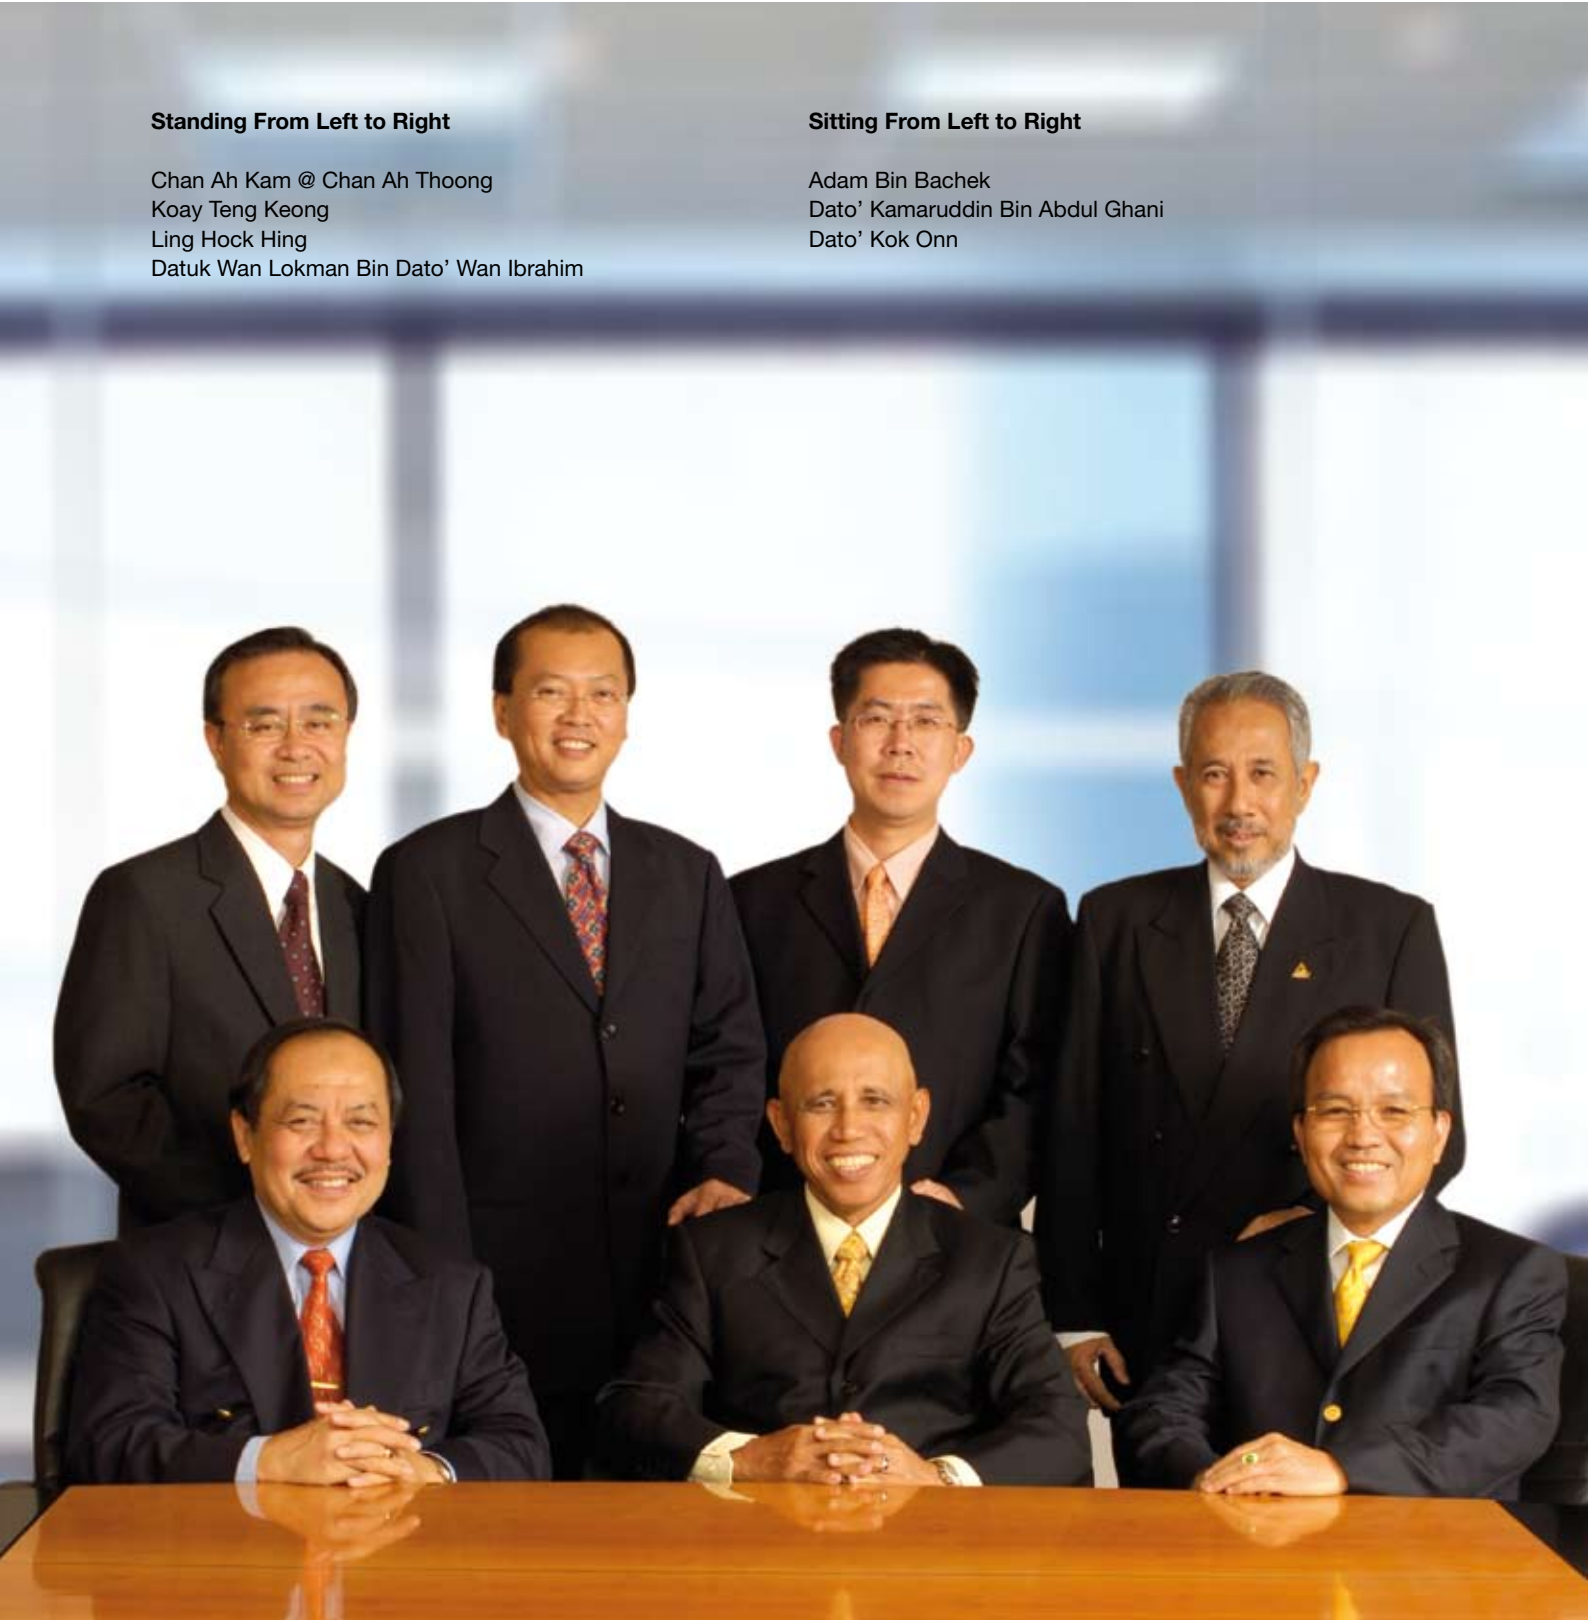 Standing From Left to Right
Chan Ah Kam @ Chan Ah Thoong
Koay Teng Keong
Ling Hock Hing
Datuk Wan Lokman Bin Dato’ Wan Ibrahim
Sitting From Left to Right
Adam Bin Bachek
Dato’ Kamaruddin Bin Abdul Ghani
Dato’ Kok Onn